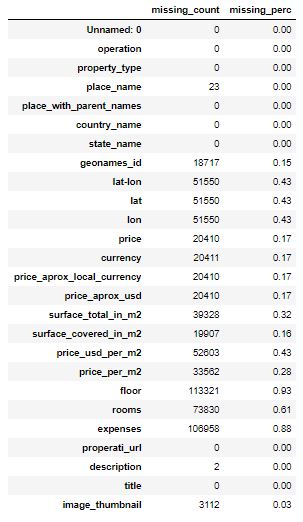 missing_count missing_perc
Unnamed: 0 0 0.00
operation 0 0.00
property_type 0 0.00
place_name 23 0.00
place_with_parent_names 0 0.00
country_name 0 0.00
state_name 0 0.00
geonames_id 18717 0.15
lat-lon 51550 0.43
lat 51550 0.43
lon 51550 0.43
price 20410 0.17
currency 20411 0.17
price_aprox_local_currency 20410 0.17
price_aprox_usd 20410 0.17
surface_total_in_m2 39328 0.32
surface_covered_in_m2 19907 0.16
price_usd_per_m2 52603 0.43
price_per_m2 33562 0.28
floor 113321 0.93
rooms 73830 0.61
expenses 106958 0.88
properati_url 0 0.00
description 2 0.00
title 0 0.00
image_thumbnail 3112 0.03